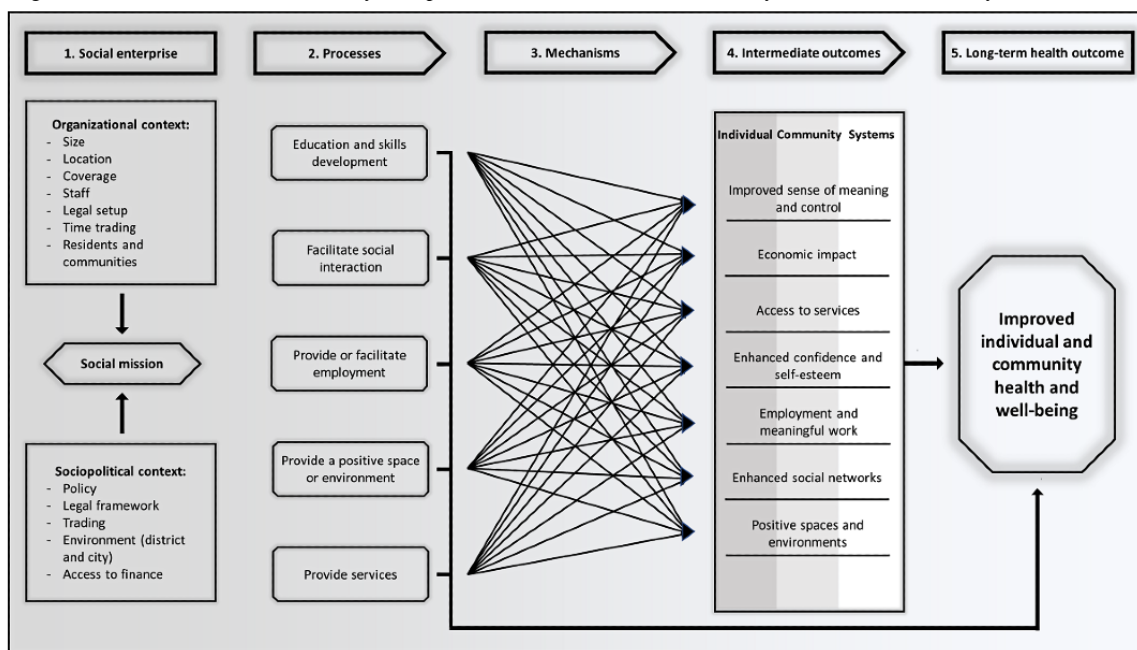 1. Social enterprise
2. Processes
3. Mechanisms
4. Intermediate outcomes
5. Long-term health outcome
Organizational context:
- Size
- Location
- Coverage
- Staff
- Legal setup
- Time trading
- Residents and
communities
Social mission
Sociopolitical context:
- Policy
- Legal framework
- Trading
- Environment (district
and city)
- Access to finance
Education and skills
development
Facilitate social
interaction
Provide or facilitate
employment
Provide a positive space
or environment
Provide services
Individual Community Systems
Improved sense of meaning
and control
Economic impact
Access to services
Enhanced confidence and
self-esteem
Employment and
meaningful work
Enhanced social networks
Positive spaces and
environments
Improved
individual and
community
health and
well-being